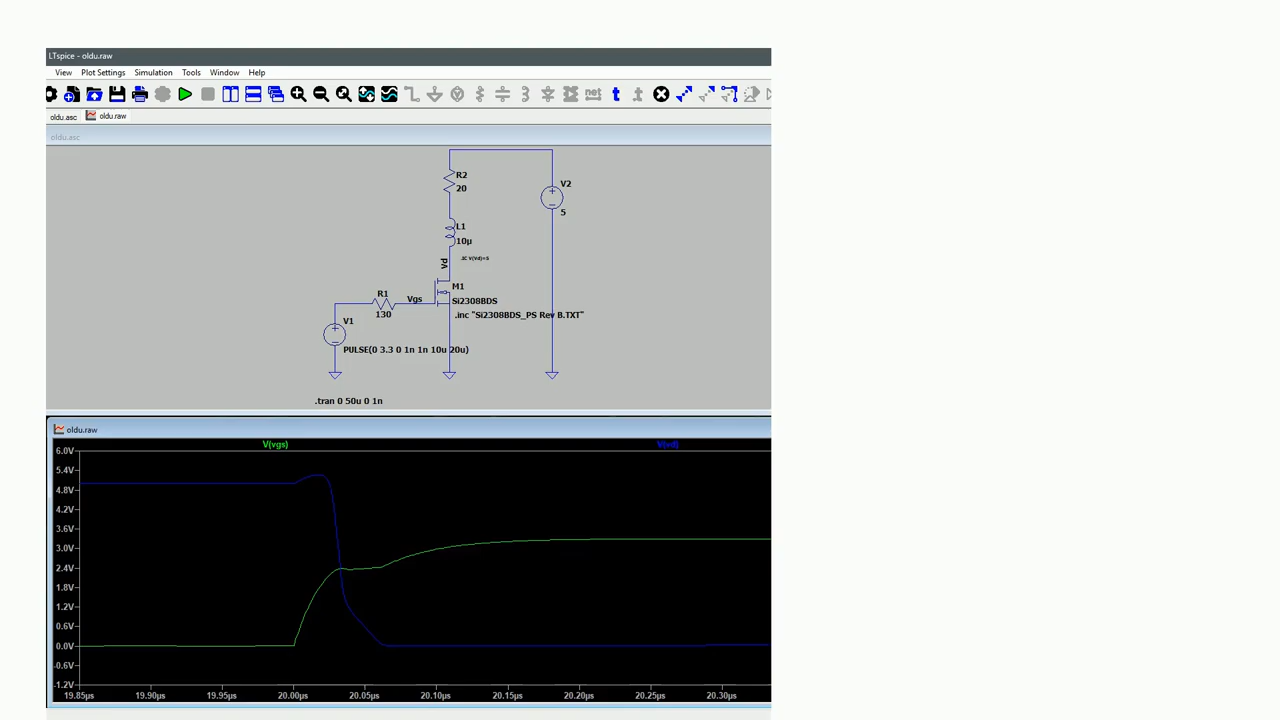 LTspice - oldu.raw
View Plot Settings Simulation Tools Window Help
net t
oldu.asc oldu.raw
oldu.asc
R2
20
V2
5
L1
10µ
Vd
.IC V(Vd)=5
M1
Si2308BDS
.inc "Si2308BDS_PS Rev B.TXT"
R1
130
Vgs
V1
PULSE(0 3.3 0 1n 1n 10u 20u)
.tran 0 50u 0 1n
oldu.raw
V(vgs) V(vd)
6.0V
5.4V
4.8V
4.2V
3.6V
3.0V
2.4V
1.8V
1.2V
0.6V
0.0V
-0.6V
-1.2V
19.85µs 19.90µs 19.95µs 20.00µs 20.05µs 20.10µs 20.15µs 20.20µs 20.25µs 20.30µs